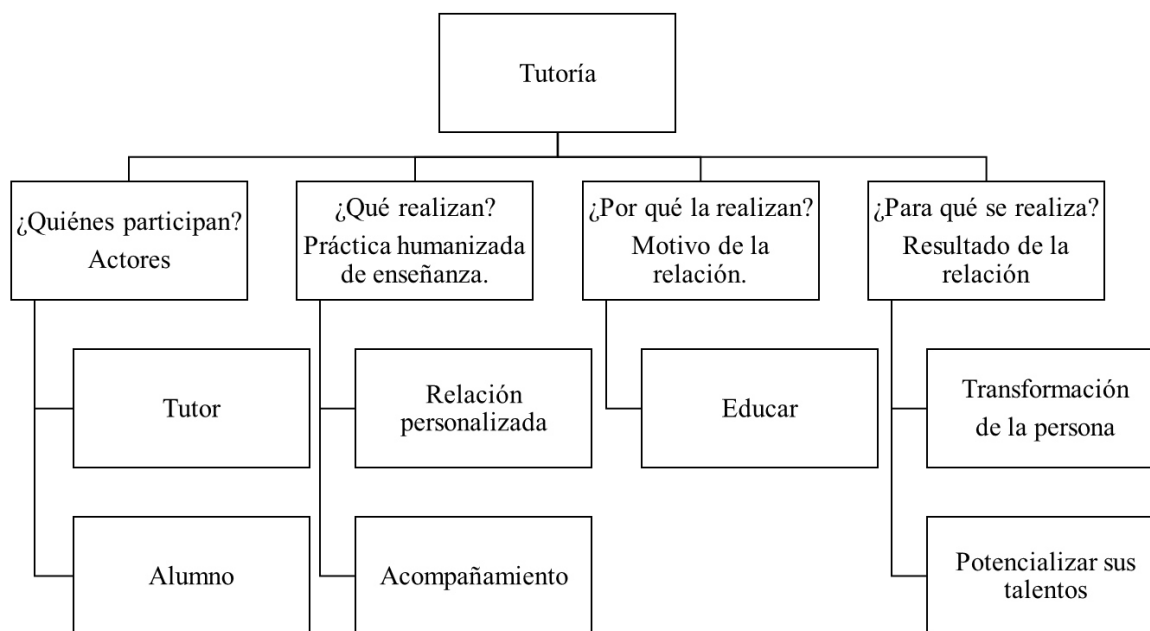 Tutoría
¿Quiénes participan?
Actores
¿Qué realizan?
Práctica humanizada
de enseñanza.
¿Por qué la realizan?
Motivo de la
relación.
¿Para qué se realiza?
Resultado de la
relación
Tutor
Relación
personalizada
Educar
Transformación
de la persona
Alumno
Acompañamiento
Potencializar sus
talentos